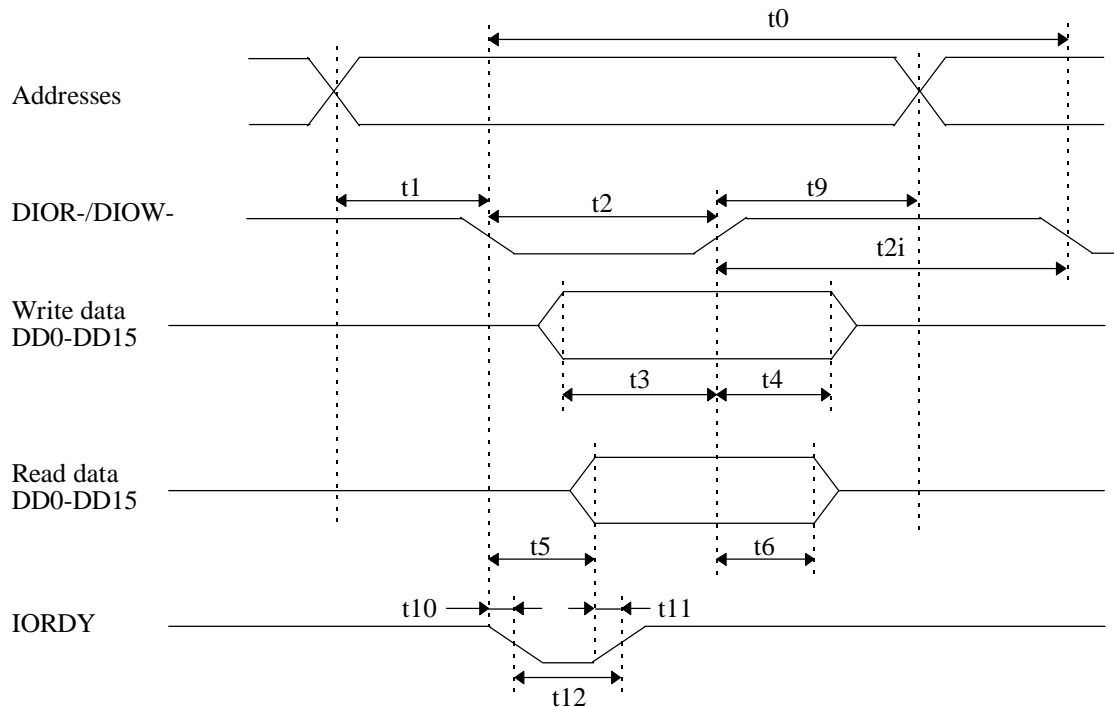 t0
Addresses
t1
t9
DIOR-/DIOW-
t2
t2i
Write data
DD0-DD15
t3
t4
Read data
DD0-DD15
t5
t6
t10
t11
IORDY
t12